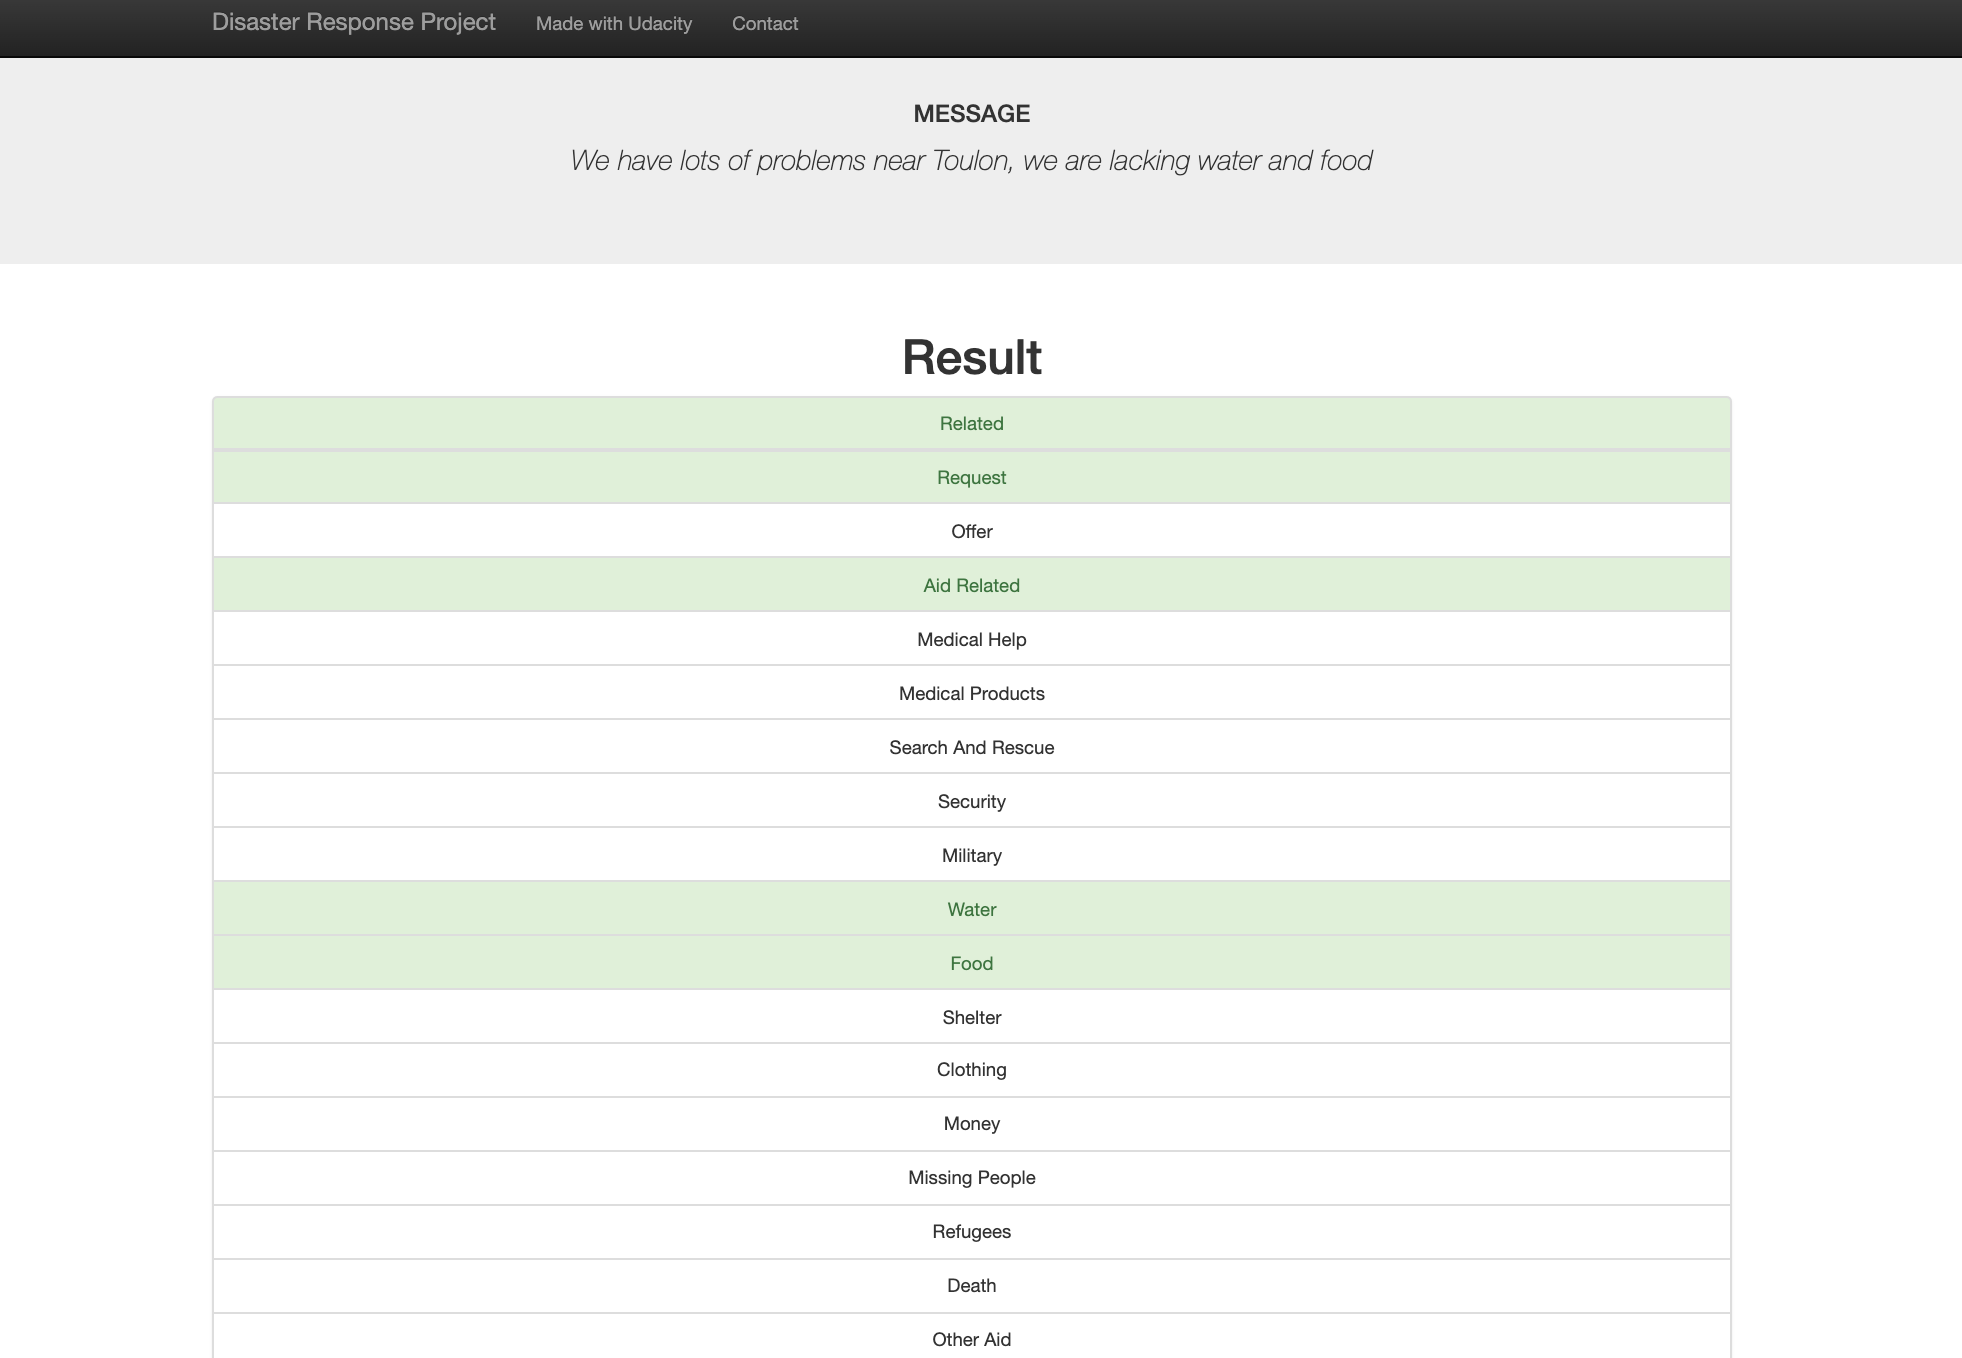 Disaster Response Project Made with Udacity Contact
MESSAGE
We have lots of problems near Toulon, we are lacking water and food
Result
Related
Request
Offer
Aid Related
Medical Help
Medical Products
Search And Rescue
Security
Military
Water
Food
Shelter
Clothing
Money
Missing People
Refugees
Death
Other Aid